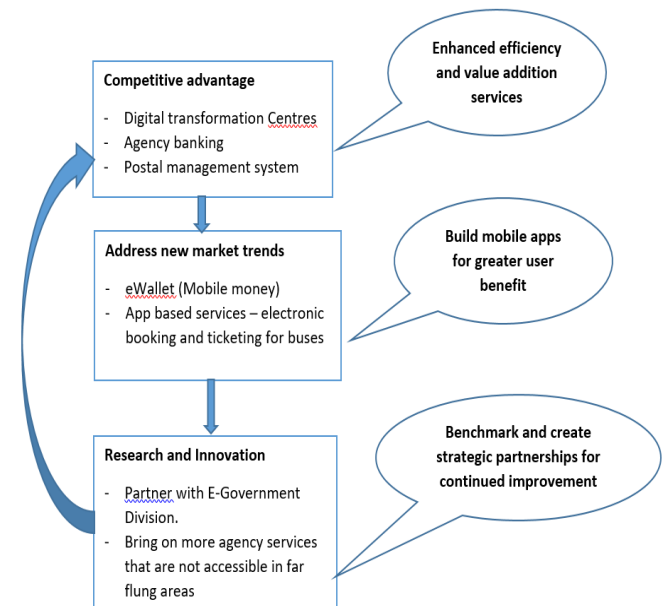 Enhanced efficiency
and value addition
services
Competitive advantage
- Digital transformation Centres
- Agency banking
- Postal management system
Build mobile apps
for greater user
benefit
Address new market trends
- eWallet (Mobile money)
- App based services – electronic
booking and ticketing for buses
Benchmark and create
strategic partnerships for
continued improvement
Research and Innovation
- Partner with E-Government
Division.
- Bring on more agency services
that are not accessible in far
flung areas